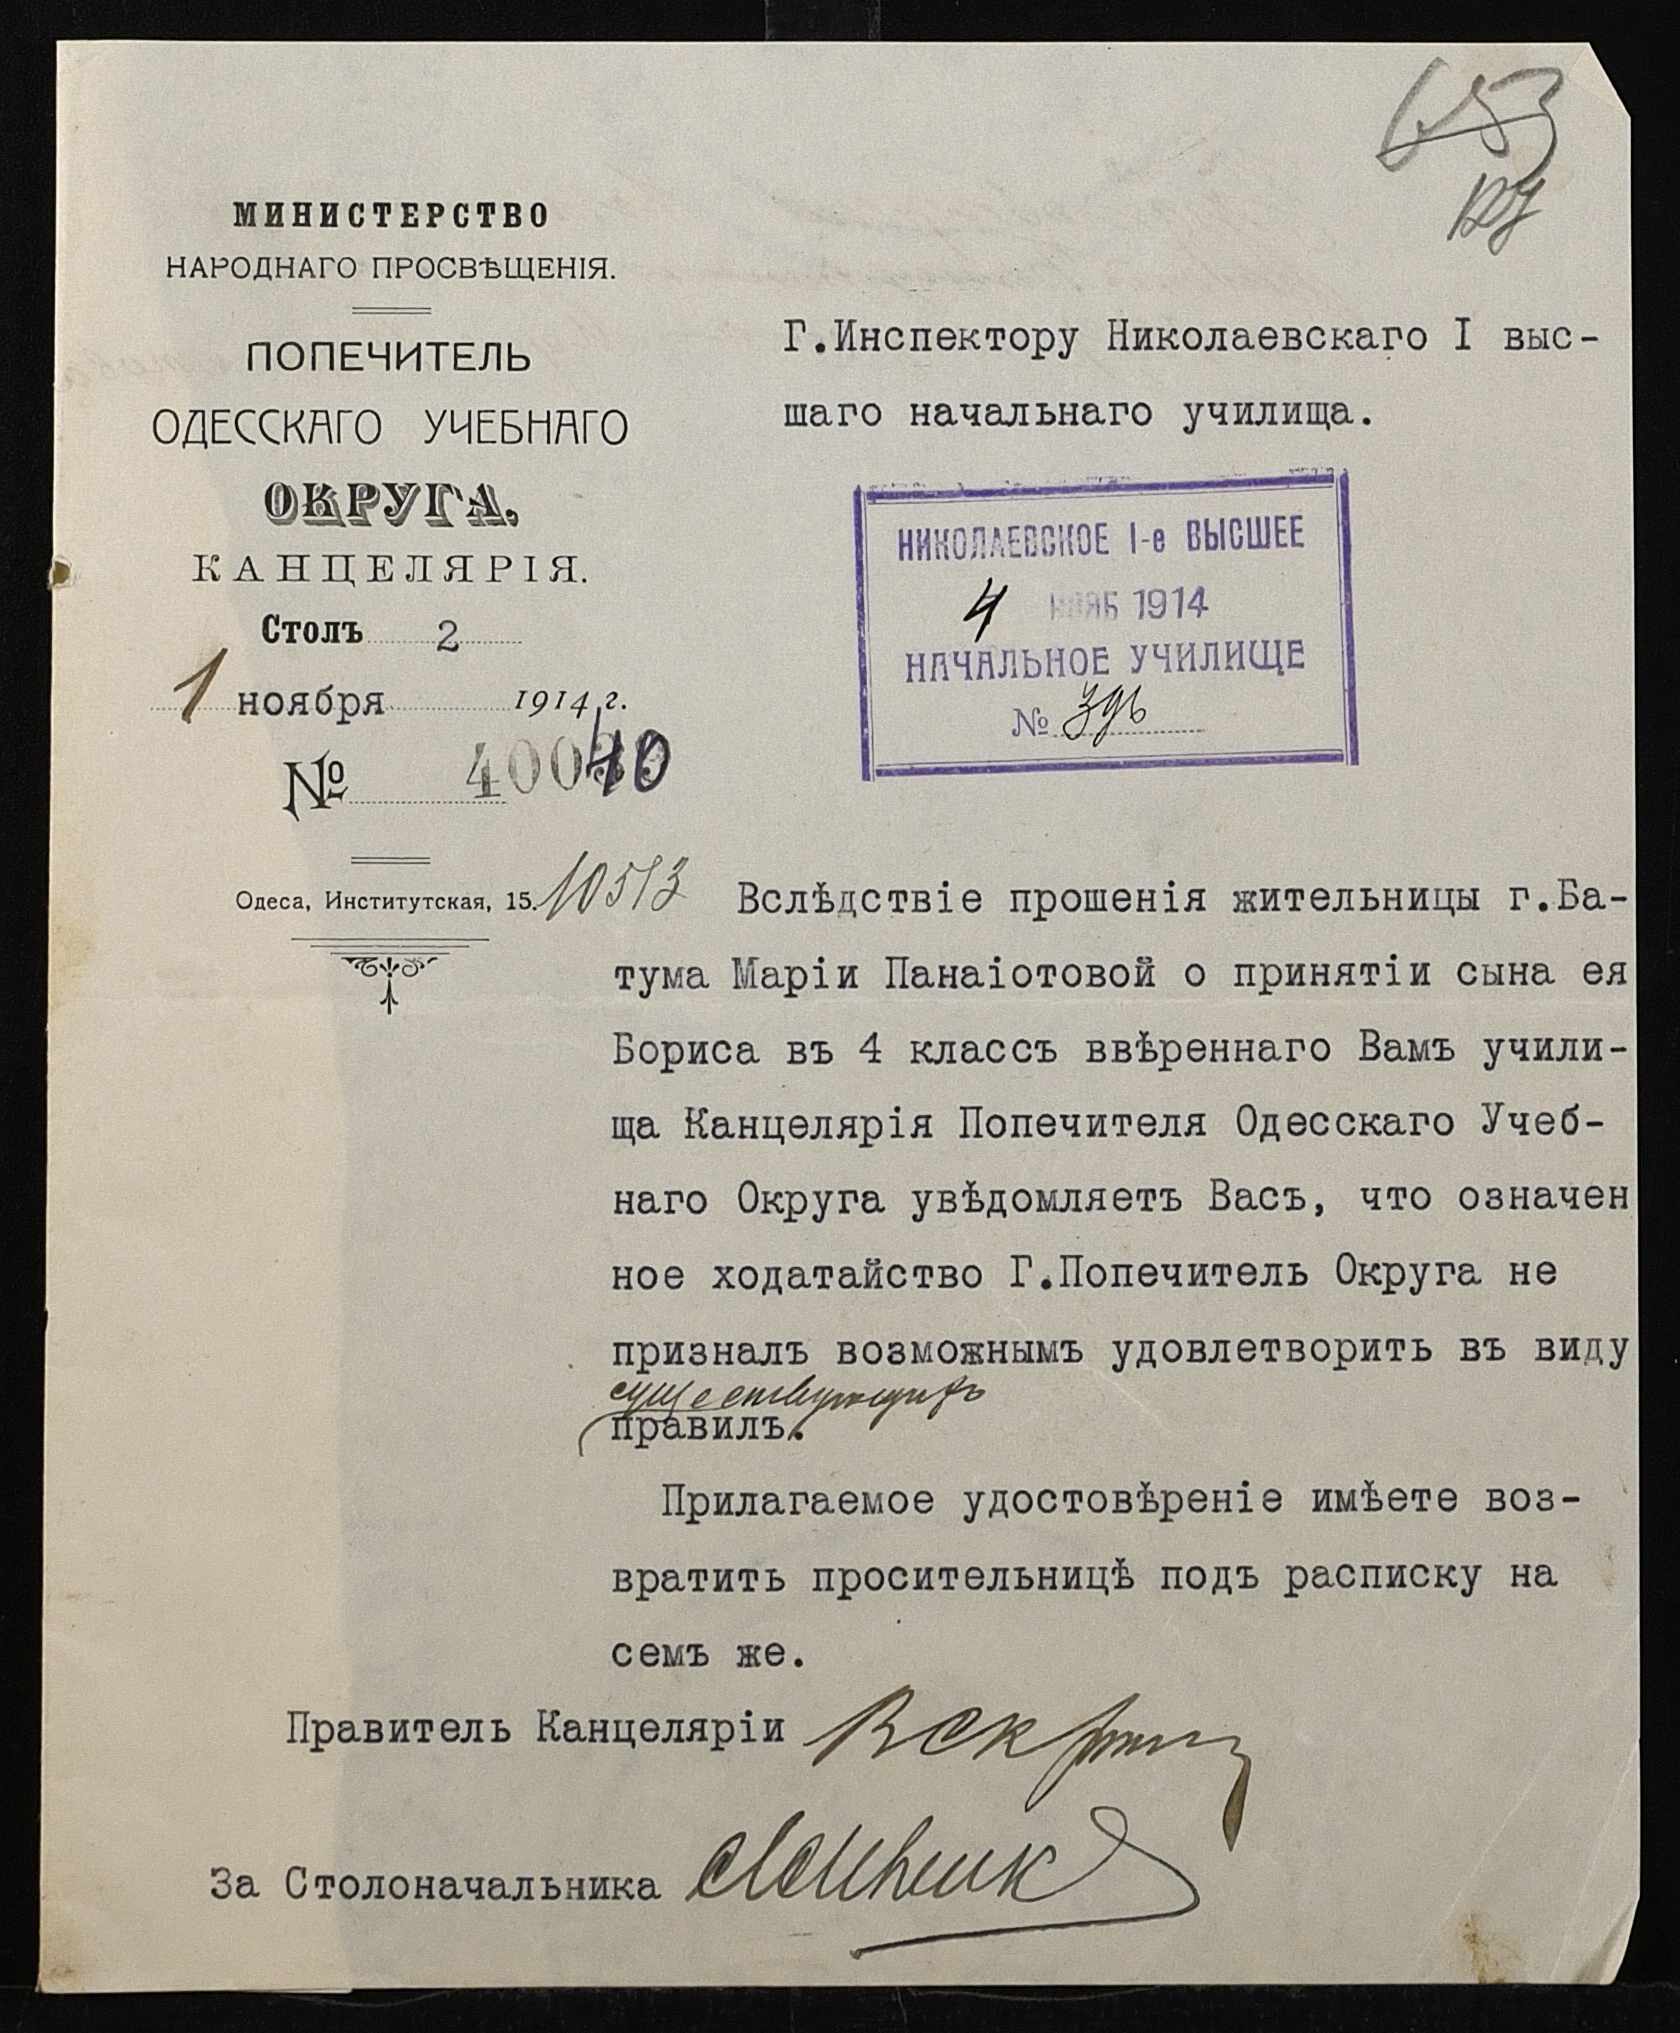 653
МИНИСТЕРСТВО
НАРОДНАГО ПРОСВѢЩЕНІЯ.
ПОПЕЧИТЕЛЬ
ОДЕССКАГО УЧЕБНАГО
ОКРУГА,
КАНЦЕЛЯРІЯ.
Столъ 2
1 ноября 1914 г.
№ 40040
Одеса, Институтская, 15.
10513
Г.Инспектору Николаевскаго I выс-
шаго начальнаго училища.
НИКОЛАЕВСКОЕ I-е ВЫСШЕЕ
4 НОЯБ 1914
НАЧАЛЬНОЕ УЧИЛИЩЕ
№
Вслѣдствіе прошенія жительницы г.Ба-
тума Маріи Панаіотовой о принятіи сына ея
Бориса въ 4 классъ ввѣреннаго Вамъ учили-
ща Канцелярія Попечителя Одесскаго Учеб-
наго Округа увѣдомляетъ Васъ, что означен
ное ходатайство Г.Попечитель Округа не
призналъ возможнымъ удовлетворить въ виду
существующихъ
правилъ.
Прилагаемое удостовѣреніе имѣете воз-
вратить просительницѣ подъ расписку на
семъ же.
Правитель Канцеляріи
За Столоначальника